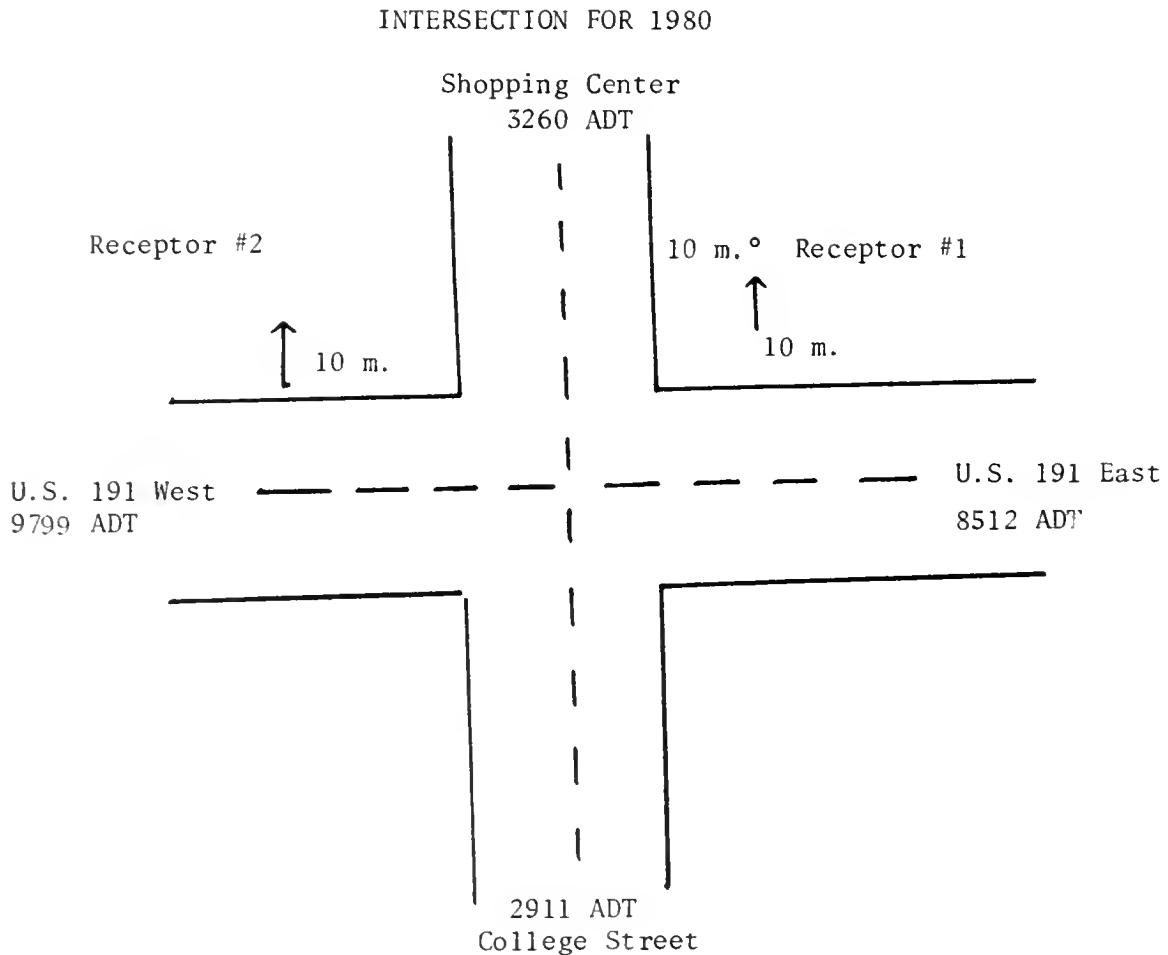 INTERSECTION FOR 1980
Shopping Center
3260 ADT
Receptor #2
10 m.° Receptor #1
10 m.
10 m.
U.S. 191 West
9799 ADT
U.S. 191 East
8512 ADT
2911 ADT
College Street